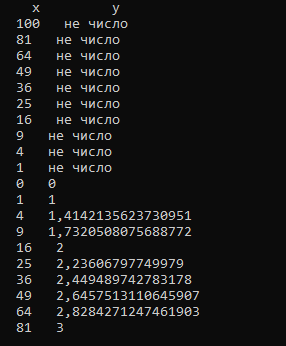 x y
100 не число
81 не число
64 не число
49 не число
36 не число
25 не число
16 не число
9 не число
4 не число
1 не число
0 0
1 1
4 1,4142135623730951
9 1,7320508075688772
16 2
25 2,23606797749979
36 2,449489742783178
49 2,6457513110645907
64 2,8284271247461903
81 3